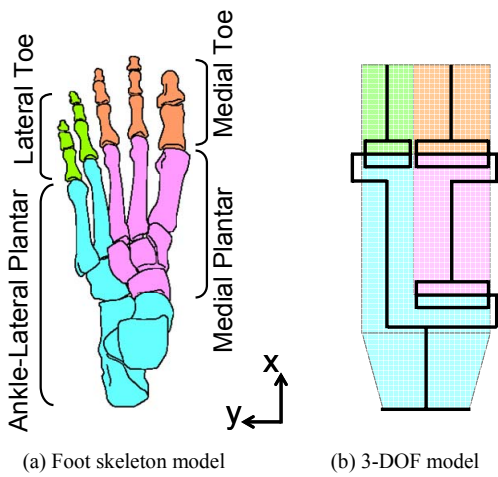 Lateral Toe
Ankle-Lateral Plantar
Medial Toe
Medial Plantar
x
y
(a) Foot skeleton model
(b) 3-DOF model